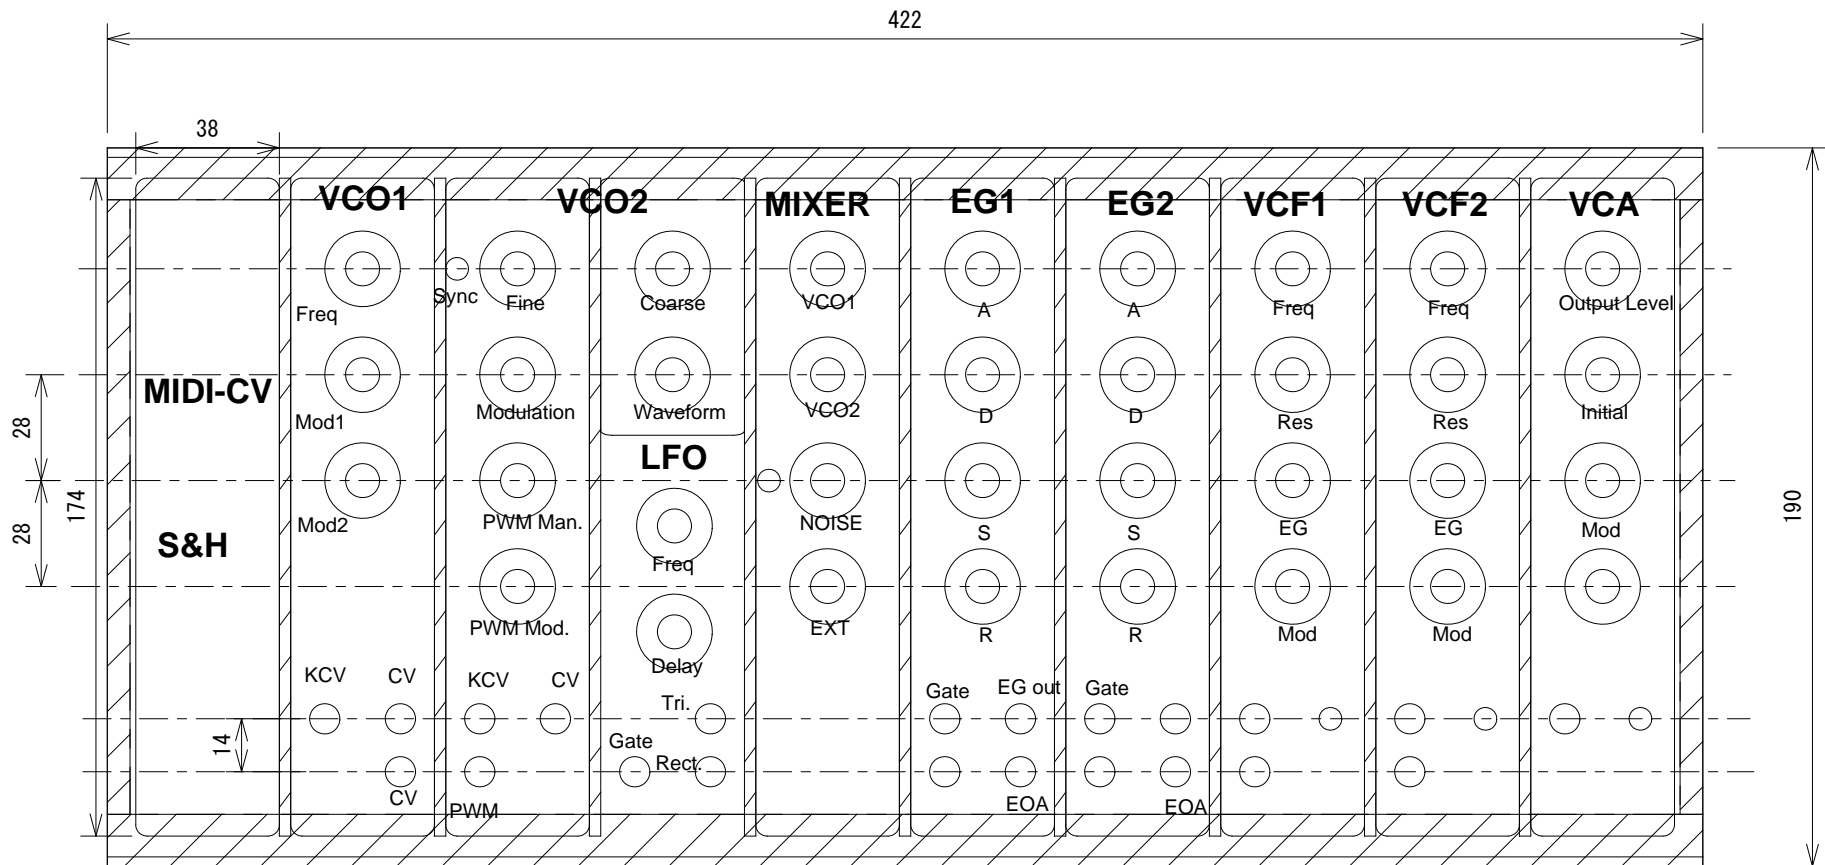 422
38
VCO1
VCO2
MIXER
EG1
EG2
VCF1
VCF2
VCA
Freq
Sync
Fine
Coarse
VCO1
A
A
Freq
Freq
Output Level
MIDI-CV
Mod1
Modulation
Waveform
VCO2
D
D
Res
Res
Initial
28
LFO
174
190
28
S&H
Mod2
PWM Man.
NOISE
S
S
EG
EG
Mod
Freq
PWM Mod.
EXT
R
R
Mod
Mod
Delay
KCV
CV
KCV
CV
Tri.
Gate
EG out
Gate
14
Gate
Rect.
CV
PWM
EOA
EOA